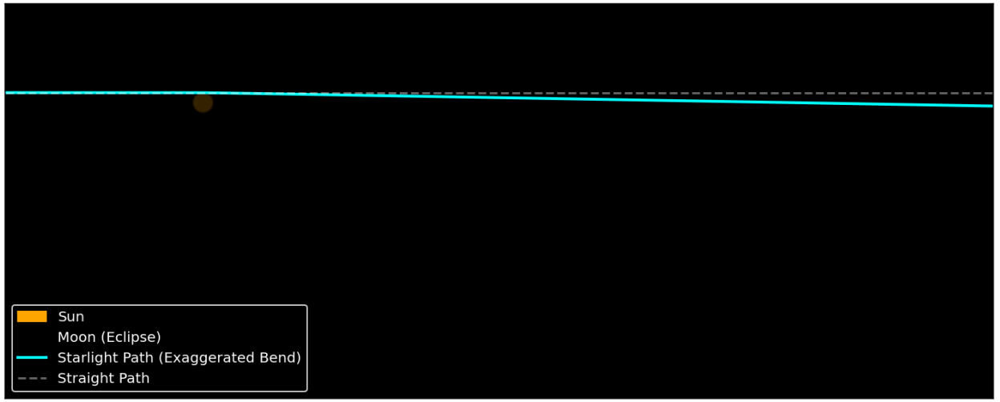 Sun
Moon (Eclipse)
Starlight Path (Exaggerated Bend)
Straight Path